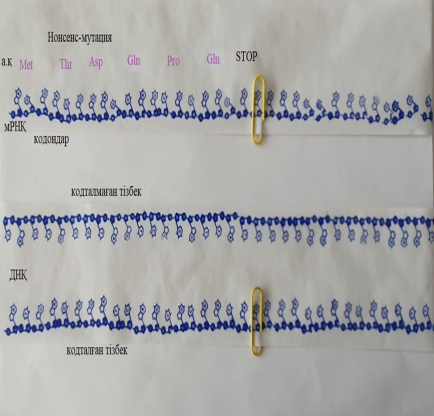 Нонсенс-мутация
а.қ Met Thr Asp Gln Pro Gln STOP
мРНҚ
кодондар
кодталмаған тізбек
ДНҚ
кодталған тізбек